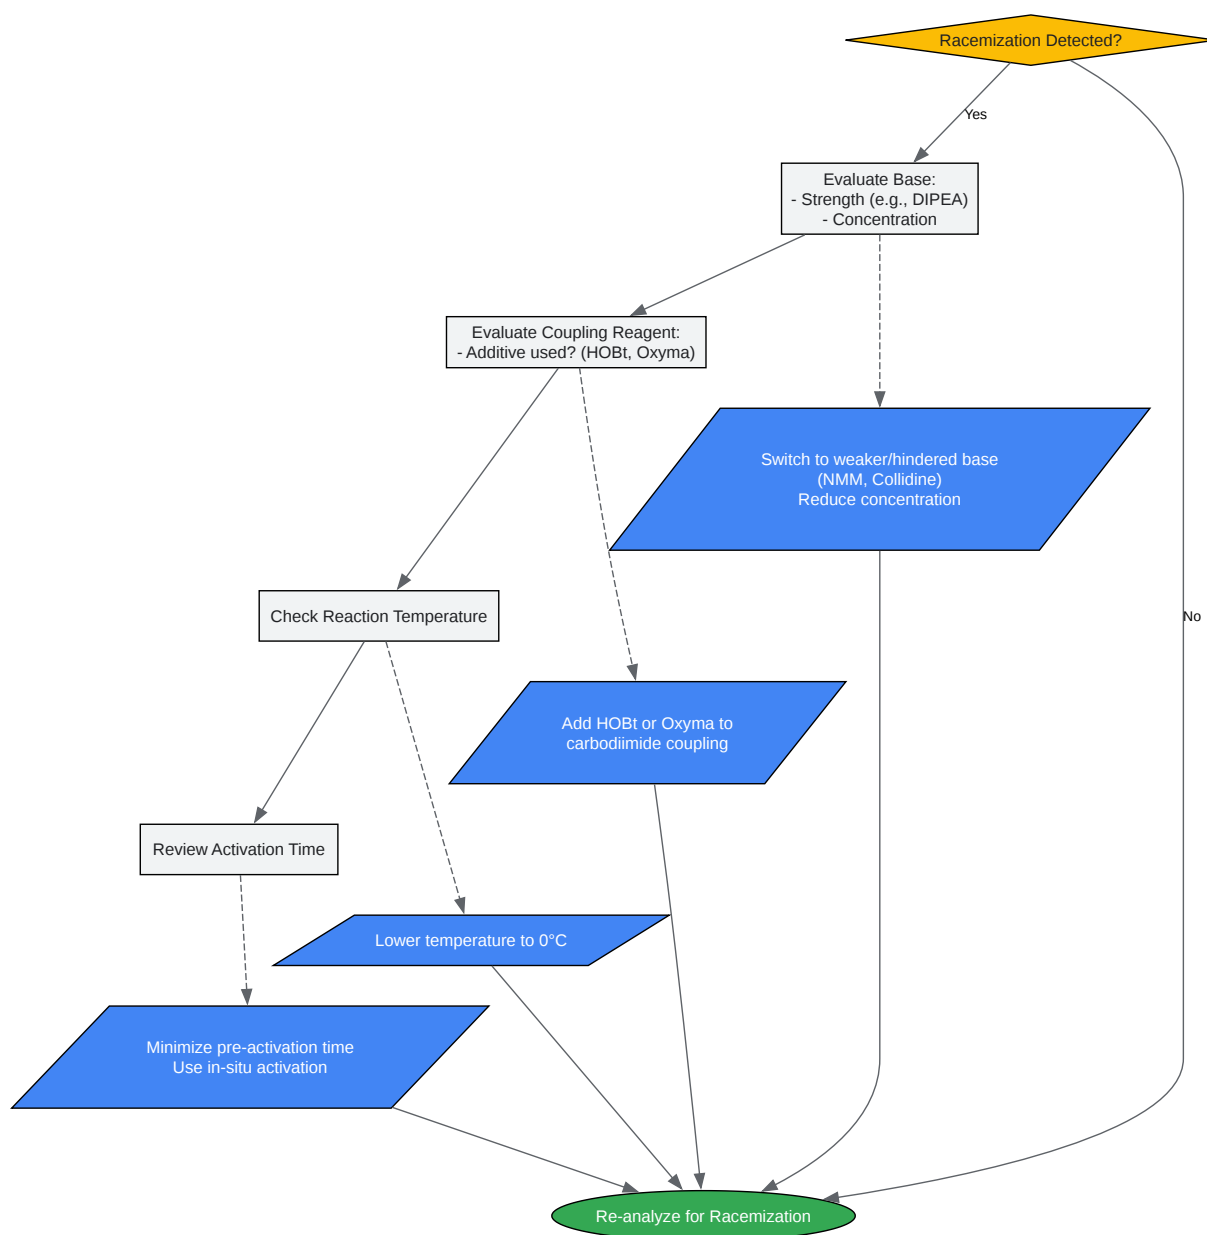 Racemization Detected?
Yes
Evaluate Base:
- Strength (e.g., DIPEA)
- Concentration
Evaluate Coupling Reagent:
- Additive used? (HOBt, Oxyma)
Switch to weaker/hindered base
(NMM, Collidine)
Reduce concentration
Check Reaction Temperature
No
Add HOBt or Oxyma to
carbodiimide coupling
Review Activation Time
Lower temperature to 0°C
Minimize pre-activation time
Use in-situ activation
Re-analyze for Racemization